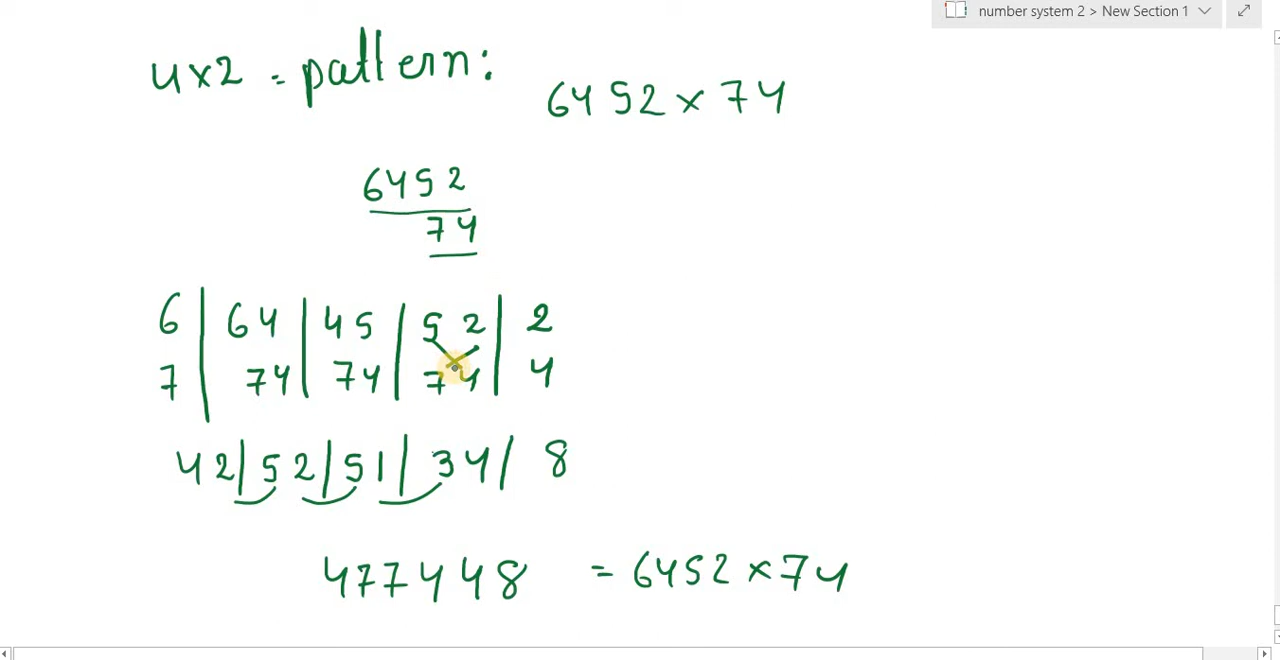 number system 2 > New Section 1
4x2 = pattern:
6452 x 74
6452
74
6 | 64 | 45 | 52 | 2
7 | 74 | 74 | 74 | 4
42 | 52 | 51 | 34 / 8
477448 = 6452 x 74